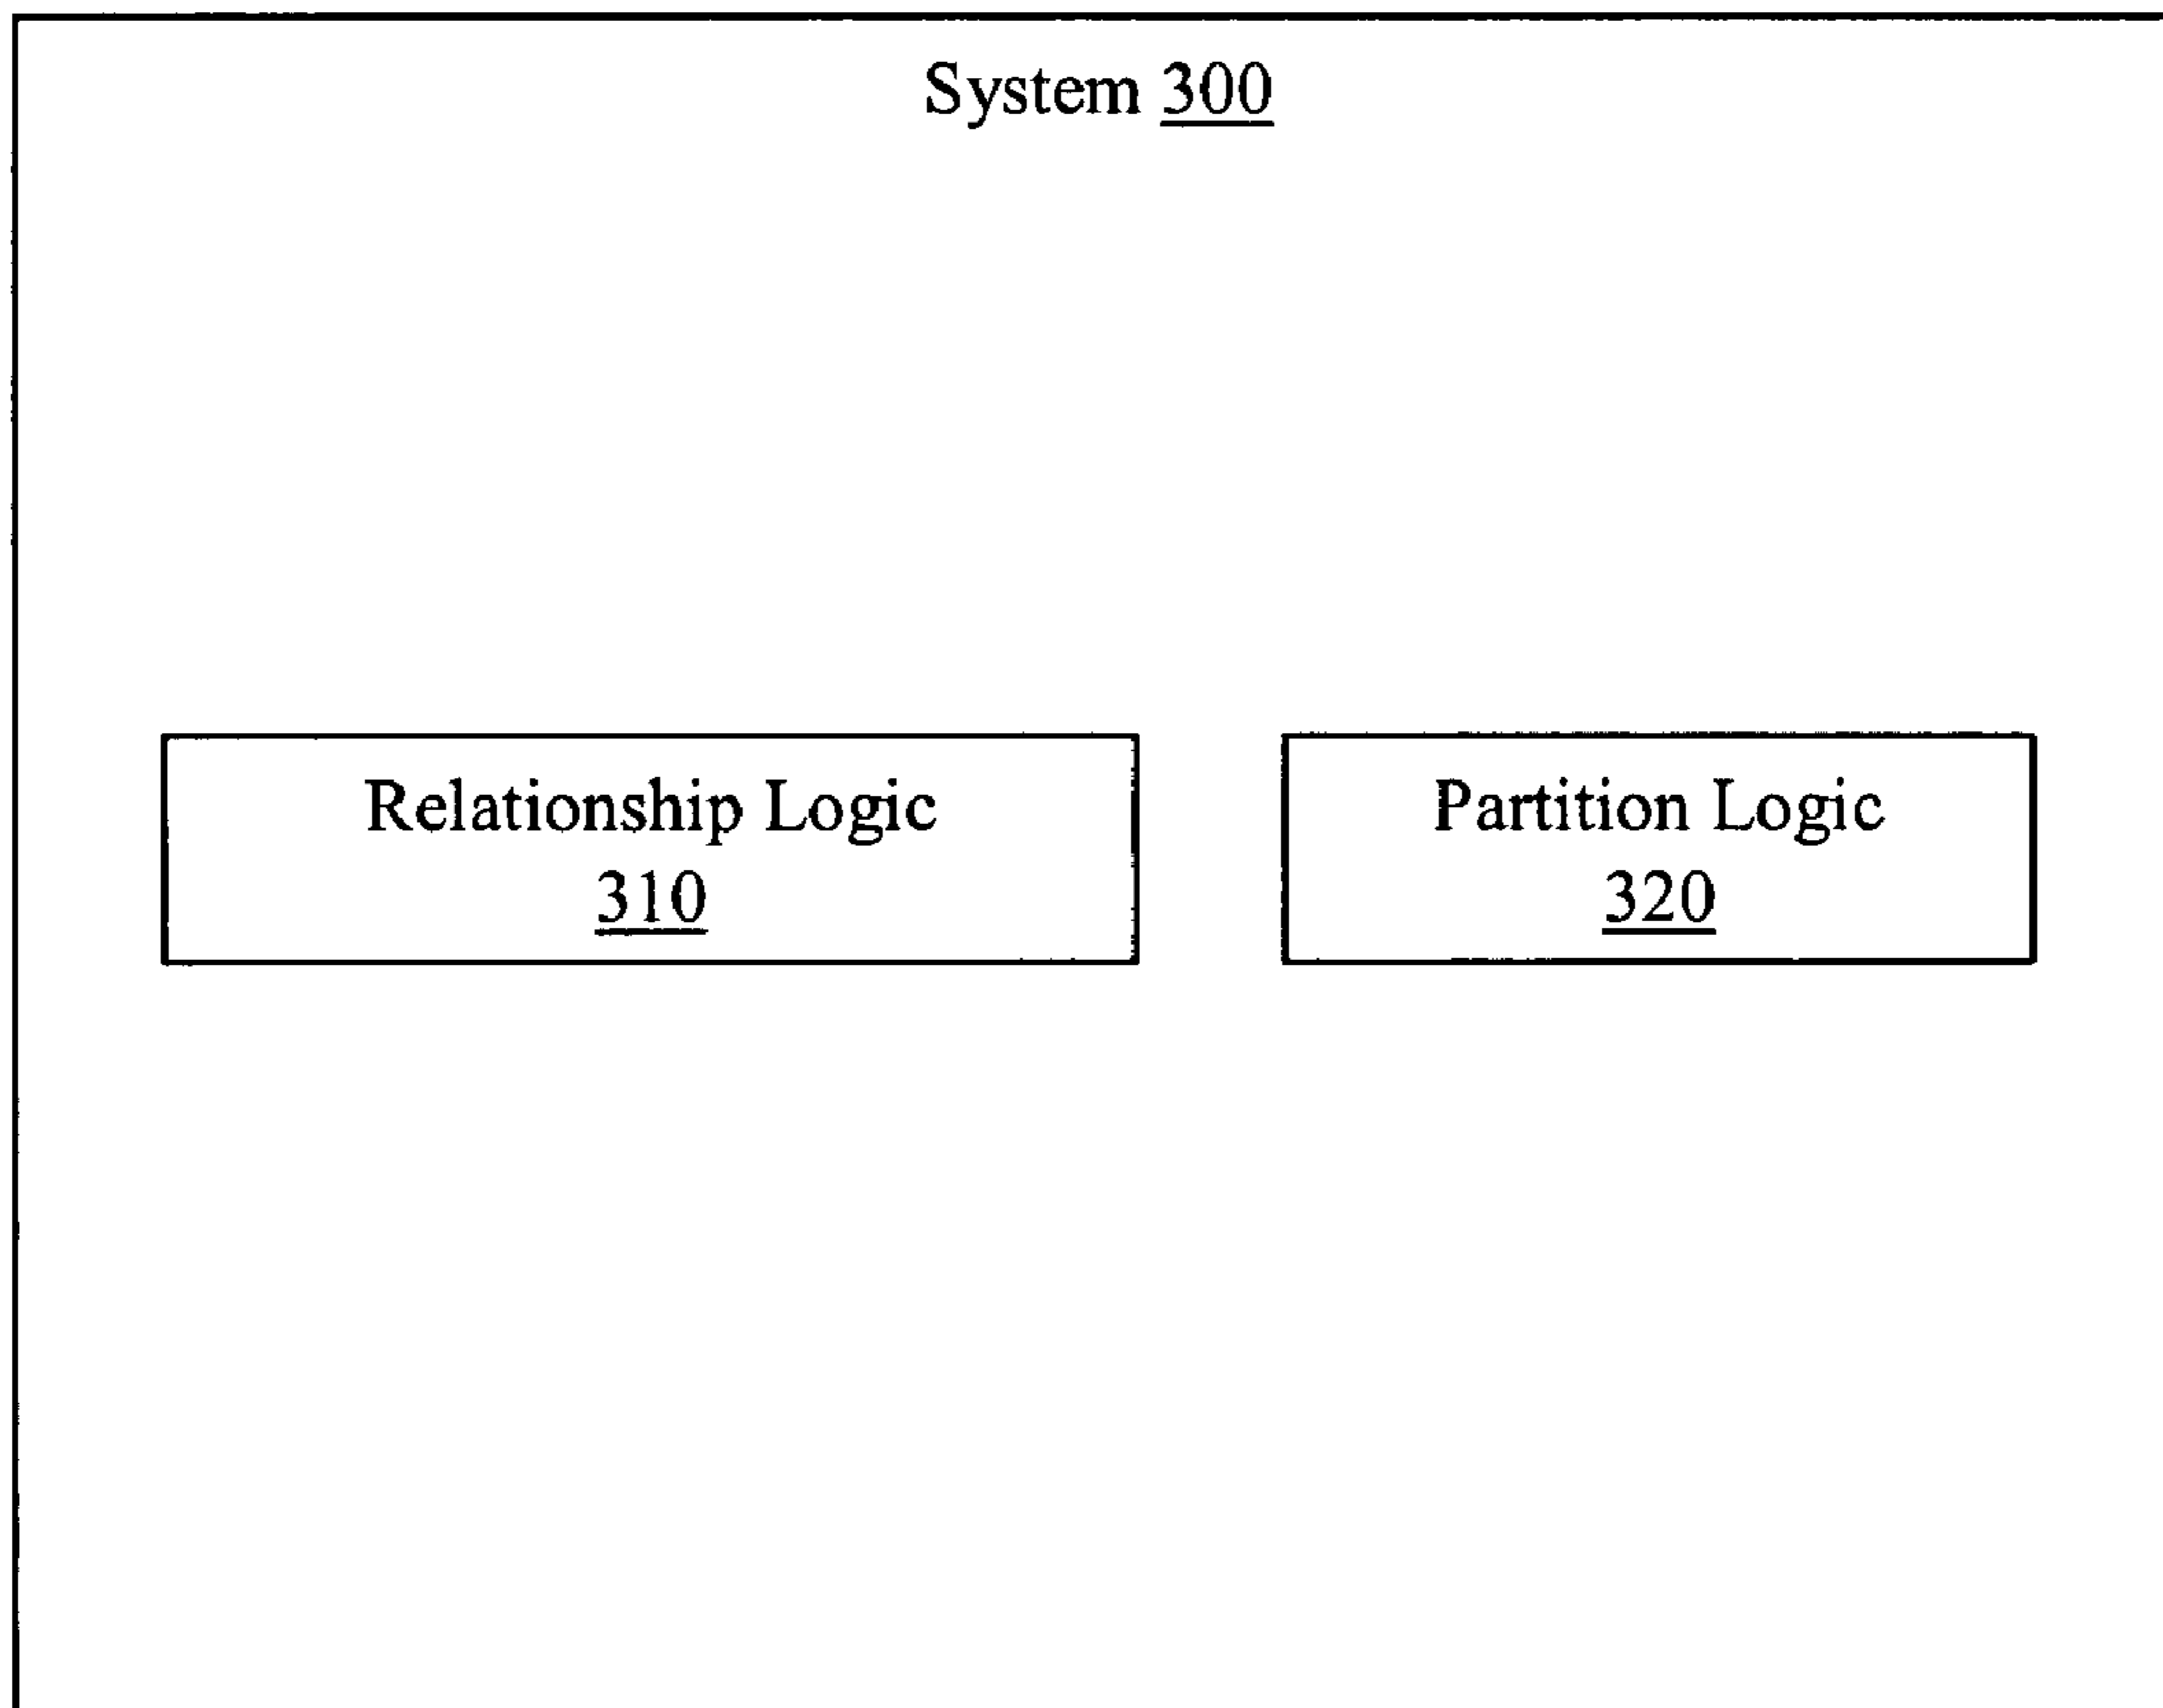 System 300
Relationship Logic
310
Partition Logic
320